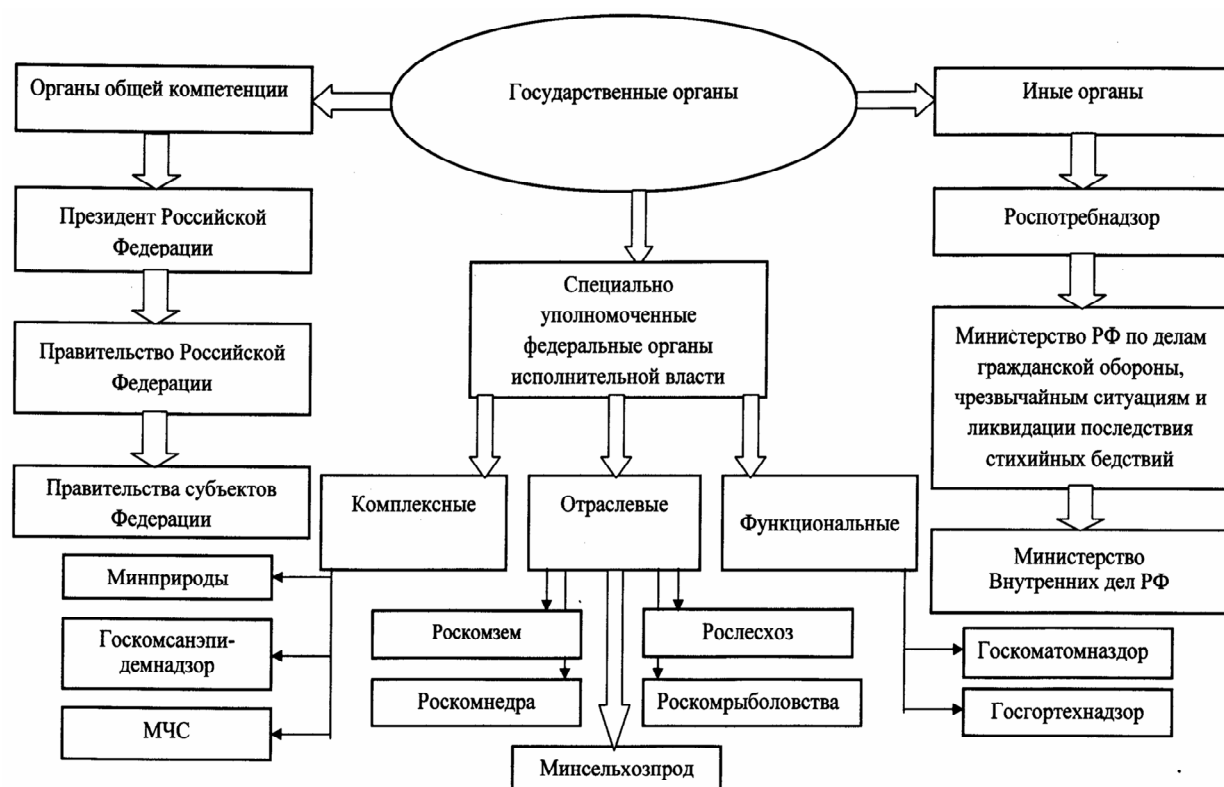 Государственные органы
Органы общей компетенции
Иные органы
Президент Российской
Федерации
Роспотребнадзор
Специально
уполномоченные
федеральные органы
исполнительной власти
Правительство Российской
Федерации
Министерство РФ по делам
гражданской обороны,
чрезвычайным ситуациям и
ликвидации последствия
стихийных бедствий
Правительства субъектов
Федерации
Комплексные
Отраслевые
Функциональные
Министерство
Внутренних дел РФ
Минприроды
Госкомсанэпи-
демнадзор
МЧС
Роскомзем
Рослесхоз
Роскомнедра
Роскомрыболовства
Минсельхозпрод
Госкоматомназдор
Госгортехнадзор